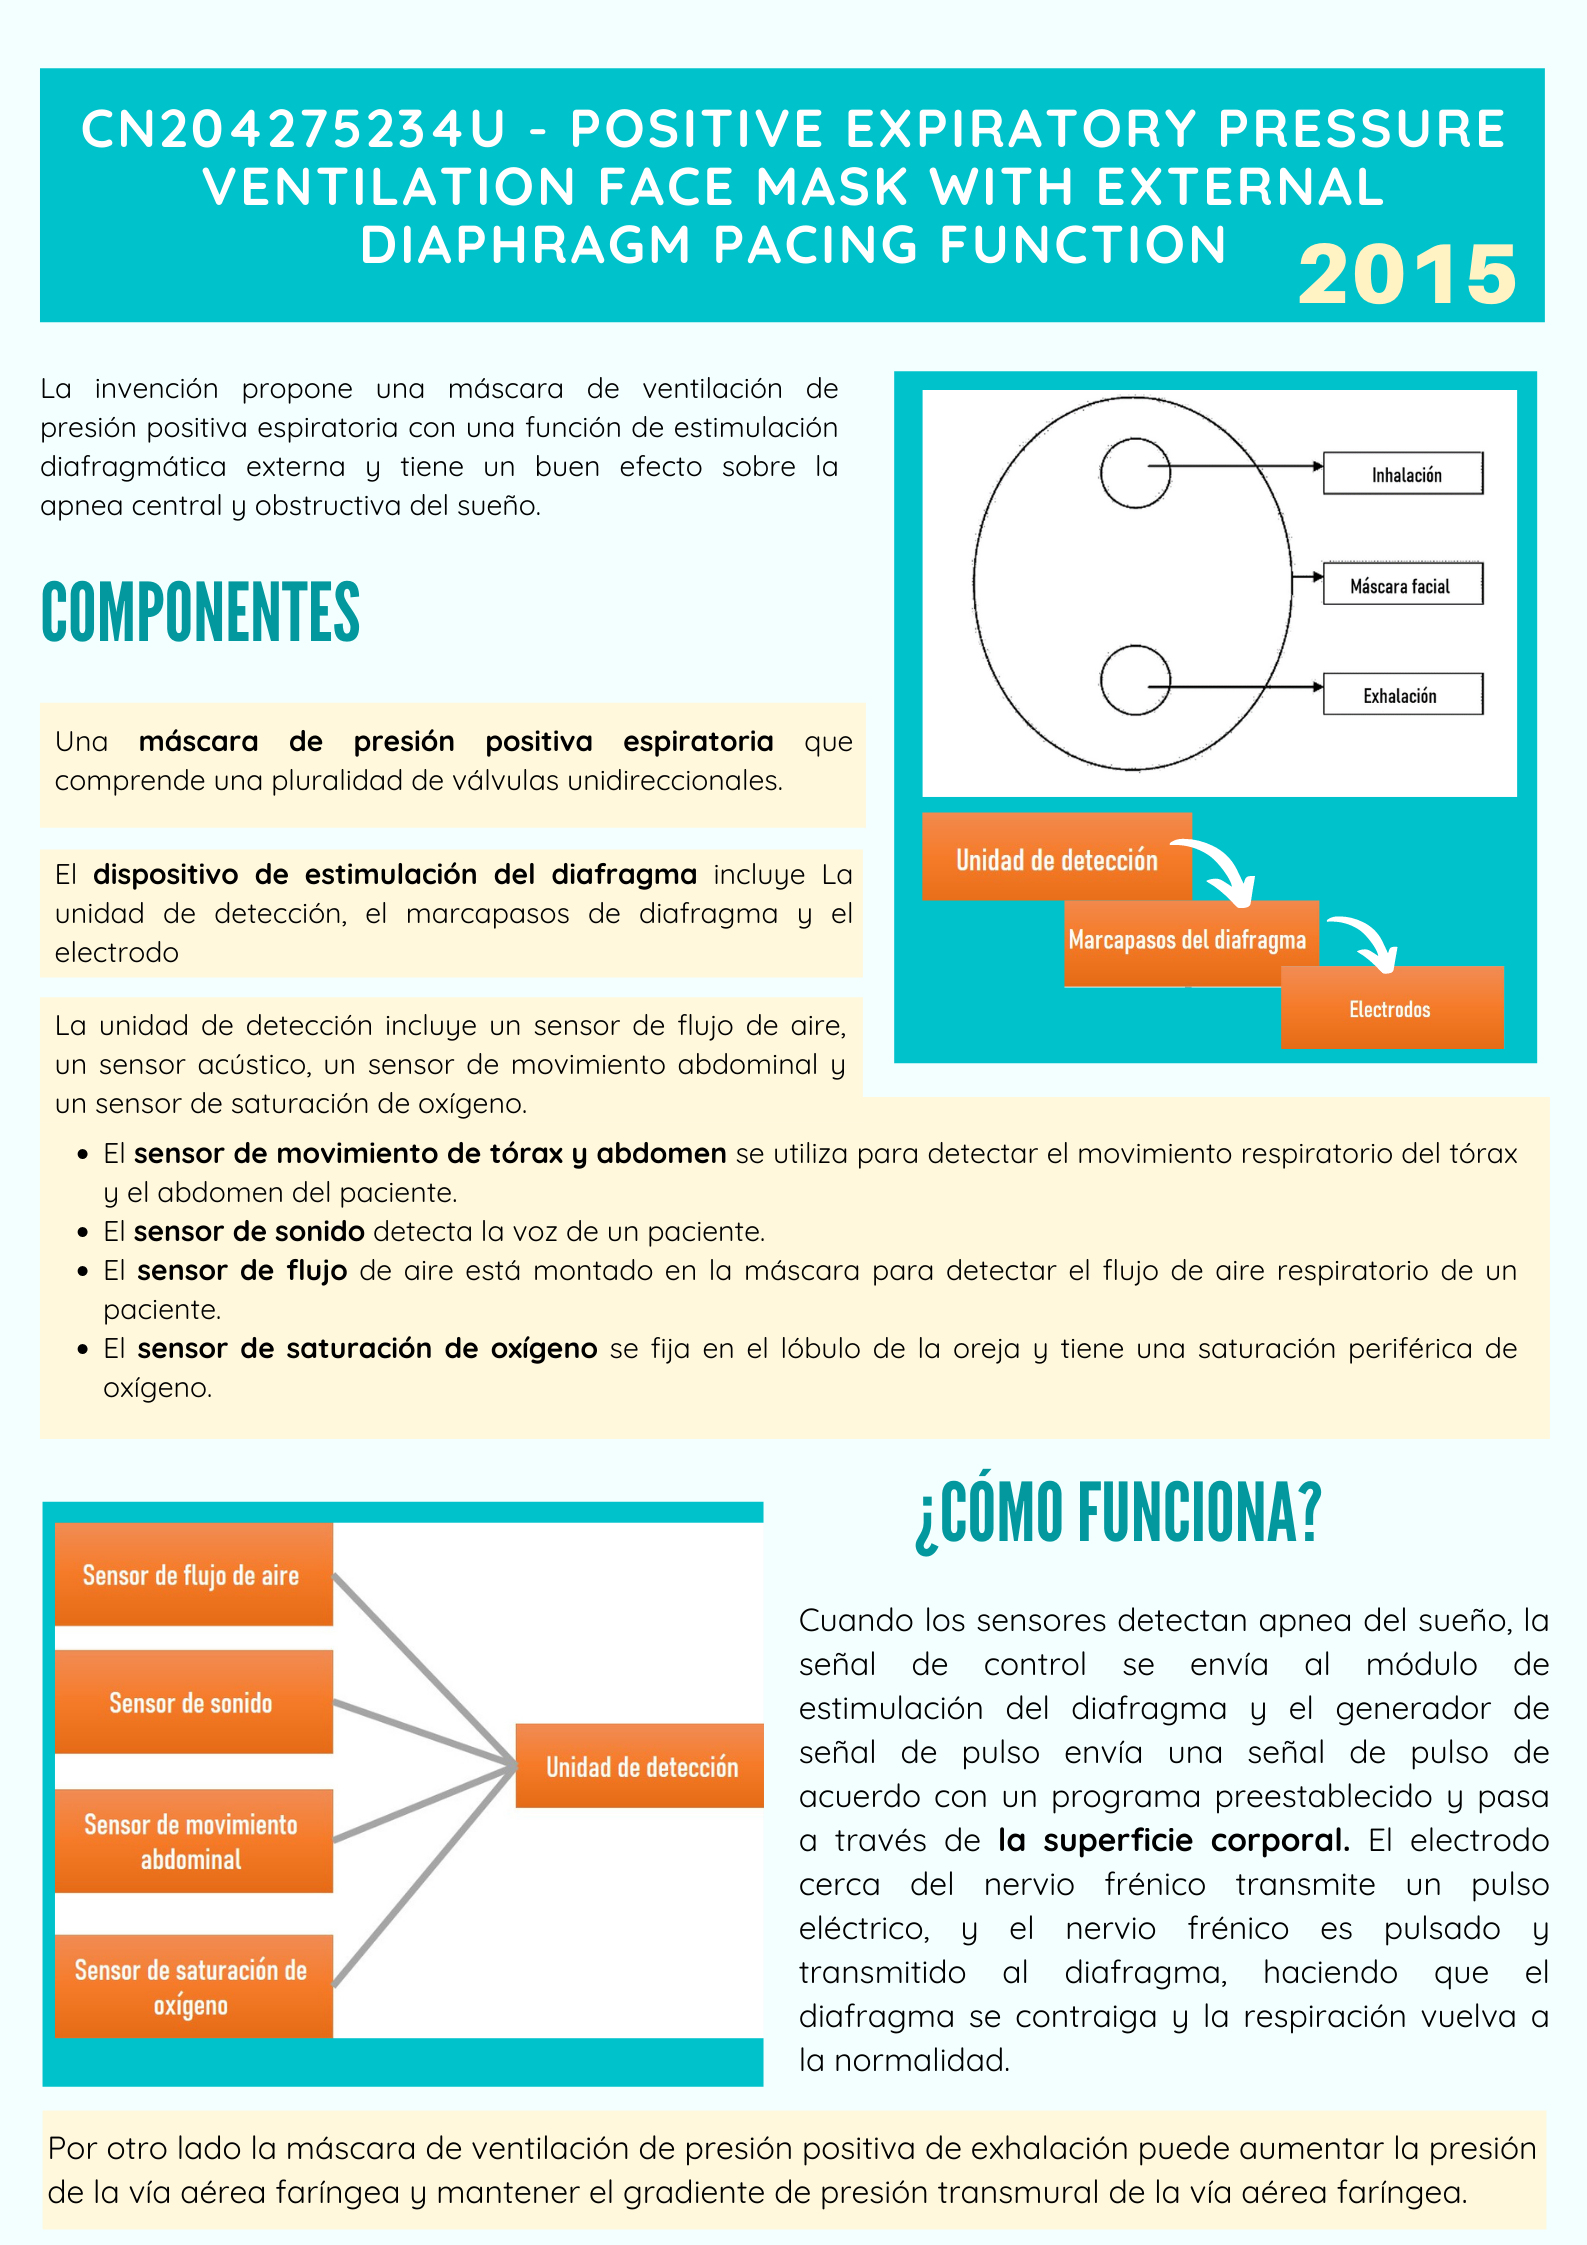 CN204275234U - POSITIVE EXPIRATORY PRESSURE
VENTILATION FACE MASK WITH EXTERNAL
DIAPHRAGM PACING FUNCTION
2015
La invención propone una máscara de ventilación de
presión positiva espiratoria con una función de estimulación
diafragmática externa y tiene un buen efecto sobre la
apnea central y obstructiva del sueño.
Inhalación
Máscara facial
Exhalación
COMPONENTES
Una máscara de presión positiva espiratoria que
comprende una pluralidad de válvulas unidireccionales.
El dispositivo de estimulación del diafragma incluye La
unidad de detección, el marcapasos de diafragma y el
electrodo
Unidad de detección
Marcapasos del diafragma
Electrodos
La unidad de detección incluye un sensor de flujo de aire,
un sensor acústico, un sensor de movimiento abdominal y
un sensor de saturación de oxígeno.
• El sensor de movimiento de tórax y abdomen se utiliza para detectar el movimiento respiratorio del tórax
y el abdomen del paciente.
• El sensor de sonido detecta la voz de un paciente.
• El sensor de flujo de aire está montado en la máscara para detectar el flujo de aire respiratorio de un
paciente.
• El sensor de saturación de oxígeno se fija en el lóbulo de la oreja y tiene una saturación periférica de
oxígeno.
Sensor de flujo de aire
Sensor de sonido
Sensor de movimiento
abdominal
Sensor de saturación de
oxígeno
Unidad de detección
¿CÓMO FUNCIONA?
Cuando los sensores detectan apnea del sueño, la
señal de control se envía al módulo de
estimulación del diafragma y el generador de
señal de pulso envía una señal de pulso de
acuerdo con un programa preestablecido y pasa
a través de la superficie corporal. El electrodo
cerca del nervio frénico transmite un pulso
eléctrico, y el nervio frénico es pulsado y
transmitido al diafragma, haciendo que el
diafragma se contraiga y la respiración vuelva a
la normalidad.
Por otro lado la máscara de ventilación de presión positiva de exhalación puede aumentar la presión
de la vía aérea faríngea y mantener el gradiente de presión transmural de la vía aérea faríngea.